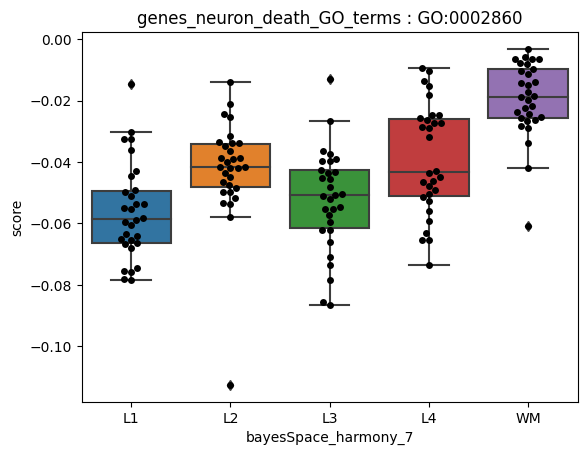 genes_neuron_death_GO_terms : GO:0002860
score
0.00
−0.02
−0.04
−0.06
−0.08
−0.10
L1 L2 L3 L4 WM
bayesSpace_harmony_7